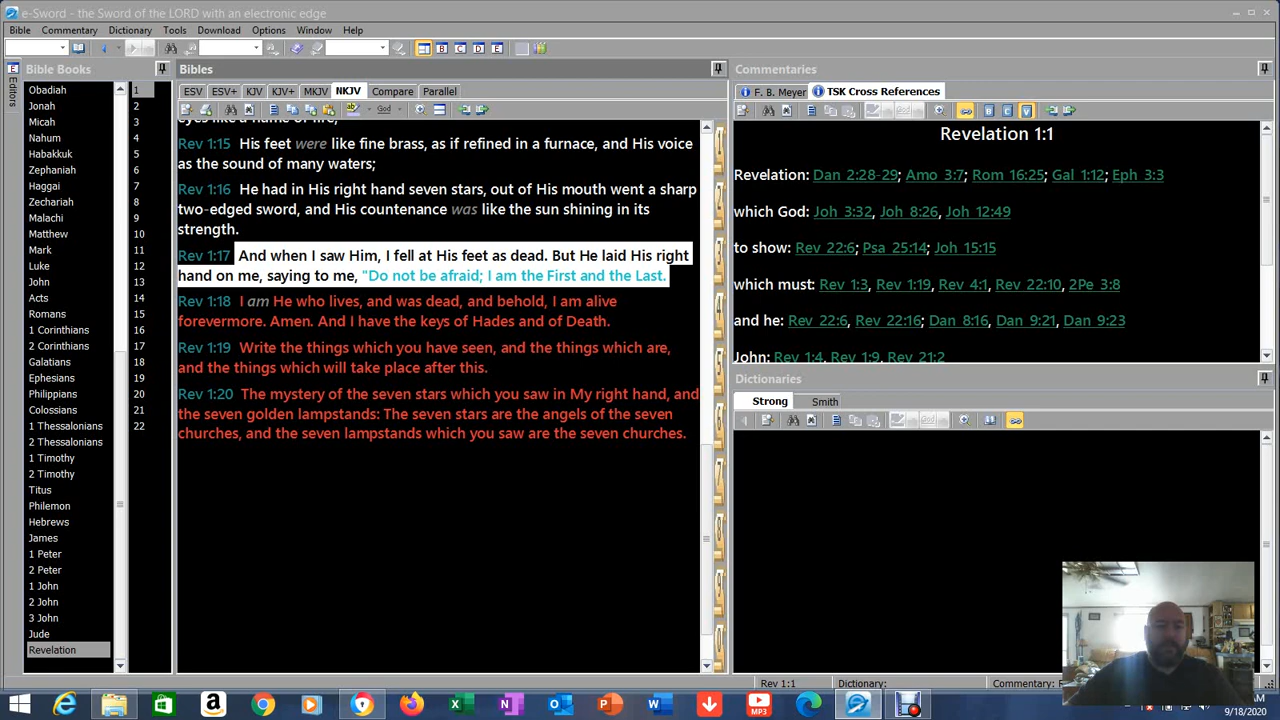 e-Sword - the Sword of the LORD with an electronic edge
Bible Commentary Dictionary Tools Download Options Window Help
B C D E
Editors
Bible Books
Obadiah
Jonah
Micah
Nahum
Habakkuk
Zephaniah
Haggai
Zechariah
Malachi
Matthew
Mark
Luke
John
Acts
Romans
1 Corinthians
2 Corinthians
Galatians
Ephesians
Philippians
Colossians
1 Thessalonians
2 Thessalonians
1 Timothy
2 Timothy
Titus
Philemon
Hebrews
James
1 Peter
2 Peter
1 John
2 John
3 John
Jude
Revelation
1
2
3
4
5
6
7
8
9
10
11
12
13
14
15
16
17
18
19
20
21
22
Bibles
ESV ESV+ KJV KJV+ MKJV NKJV Compare Parallel
God
Rev 1:15 His feet were like fine brass, as if refined in a furnace, and His voice
as the sound of many waters;
Rev 1:16 He had in His right hand seven stars, out of His mouth went a sharp
two-edged sword, and His countenance was like the sun shining in its
strength.
Rev 1:17 And when I saw Him, I fell at His feet as dead. But He laid His right
hand on me, saying to me, "Do not be afraid; I am the First and the Last.
Rev 1:18 I am He who lives, and was dead, and behold, I am alive
forevermore. Amen. And I have the keys of Hades and of Death.
Rev 1:19 Write the things which you have seen, and the things which are,
and the things which will take place after this.
Rev 1:20 The mystery of the seven stars which you saw in My right hand, and
the seven golden lampstands: The seven stars are the angels of the seven
churches, and the seven lampstands which you saw are the seven churches.
Commentaries
F. B. Meyer TSK Cross References
God B C V
Revelation 1:1
Revelation: Dan 2:28-29; Amo 3:7; Rom 16:25; Gal 1:12; Eph 3:3
which God: Joh 3:32, Joh 8:26, Joh 12:49
to show: Rev 22:6; Psa 25:14; Joh 15:15
which must: Rev 1:3, Rev 1:19, Rev 4:1, Rev 22:10; 2Pe 3:8
and he: Rev 22:6, Rev 22:16; Dan 8:16, Dan 9:21, Dan 9:23
John: Rev 1:4, Rev 1:9, Rev 21:2
Dictionaries
Strong Smith
God
Rev 1:1 Dictionary: Commentary:
MP3
9/18/2020